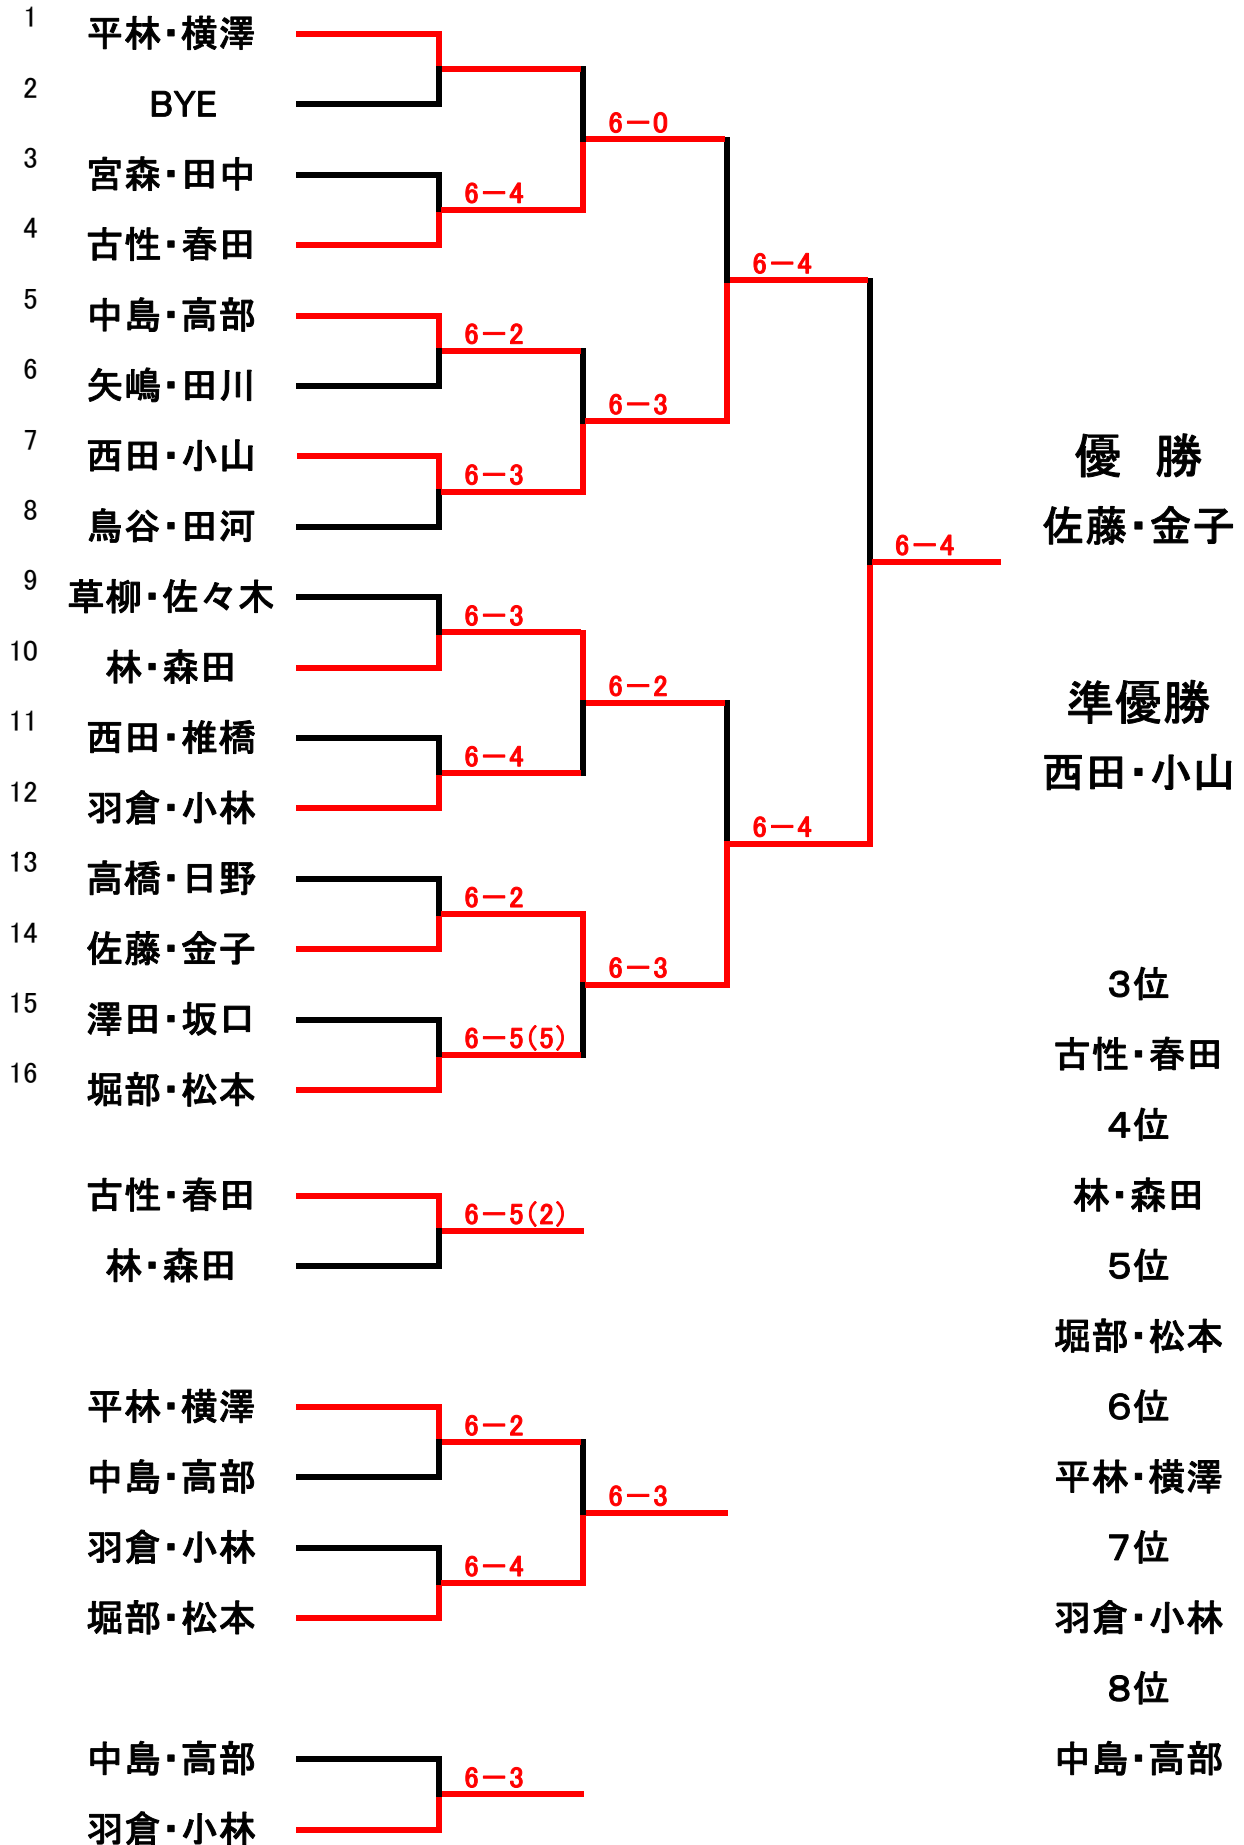 1
平林・横澤
2
BYE
6－0
3
宮森・田中
6－4
4
古性・春田
6－4
5
中島・高部
6－2
6
矢嶋・田川
6－3
7
西田・小山
6－3
優 勝
8
鳥谷・田河
佐藤・金子
6－4
9
草柳・佐々木
6－3
10
林・森田
6－2
準優勝
11
西田・椎橋
6－4
西田・小山
12
羽倉・小林
6－4
13
高橋・日野
6－2
14
佐藤・金子
6－3
3位
15
澤田・坂口
6－5(5)
古性・春田
16
堀部・松本
4位
古性・春田
6－5(2)
林・森田
林・森田
5位
堀部・松本
平林・横澤
6－2
6位
中島・高部
6－3
平林・横澤
羽倉・小林
6－4
7位
堀部・松本
羽倉・小林
8位
中島・高部
6－3
中島・高部
羽倉・小林